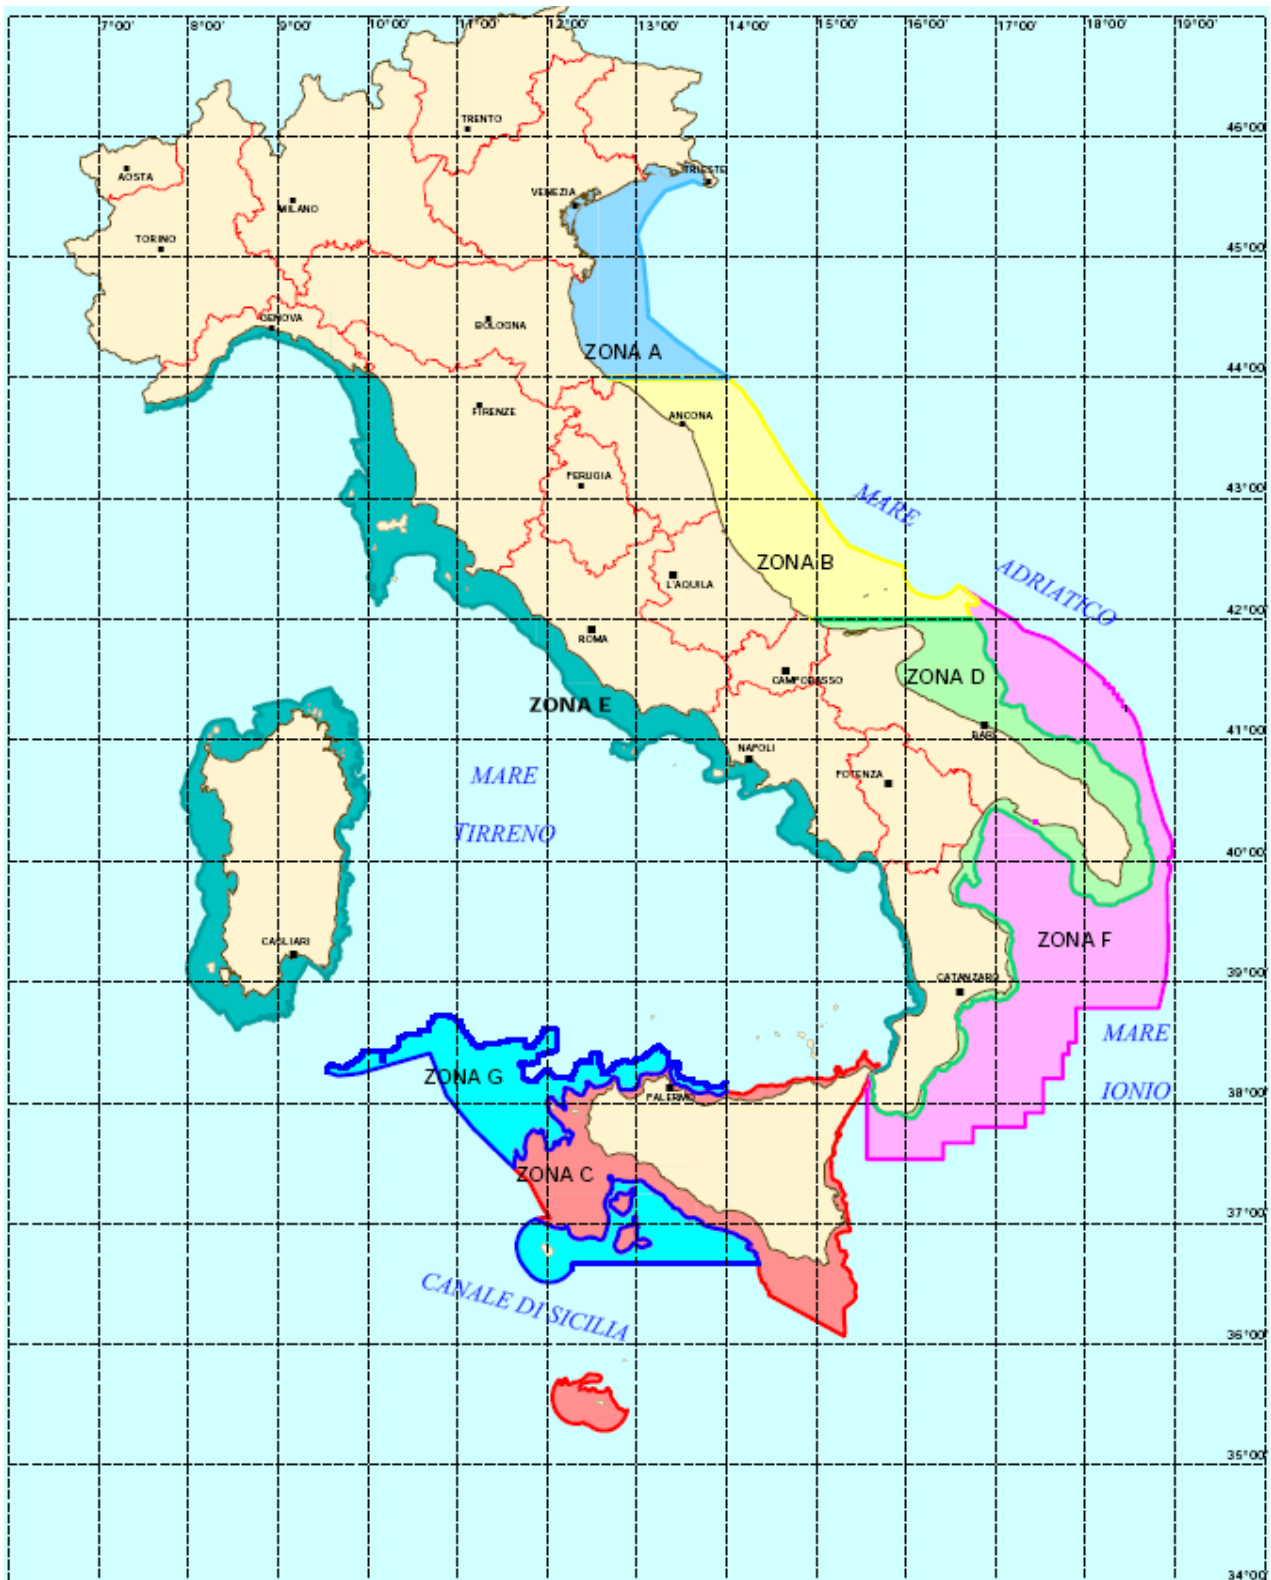 7°00' 8°00' 9°00' 10°00' 11°00' 12°00' 13°00' 14°00' 15°00' 16°00' 17°00' 18°00' 19°00'
TRENTO
46°00'
TRIESTE
AOSTA
VENEZIA
MILANO
TORINO
45°00'
GENOVA
BOLOGNA
ZONA A
44°00'
FIRENZE
ANCONA
PERUGIA
43°00'
MARE
ZONA B
L'AQUILA
ADRIATICO
42°00'
ROMA
ZONA D
CAMPOBASSO
ZONA E
BARI
41°00'
NAPOLI
MARE
POTENZA
TIRRENO
40°00'
CAGLIARI
ZONA F
CATANZARO
39°00'
MARE
ZONA G
IONIO
PALERMO
38°00'
ZONA C
37°00'
CANALE DI SICILIA
36°00'
35°00'
34°00'